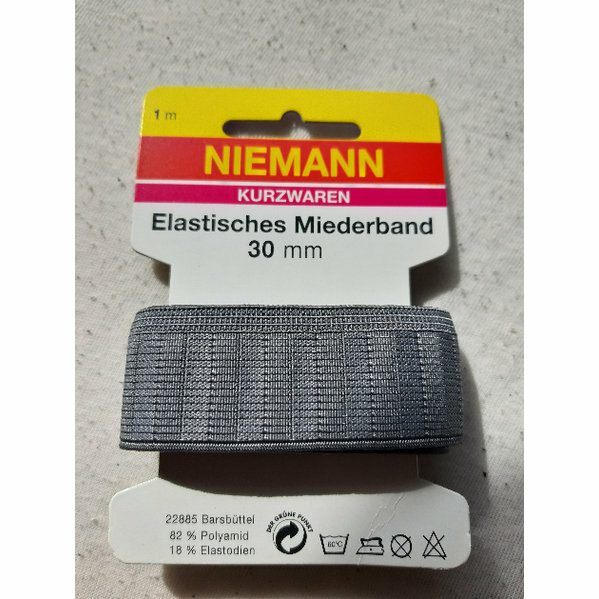 1 m
NIEMANN
KURZWAREN
Elastisches Miederband
30 mm
22885 Barsbüttel
82 % Polyamid
18 % Elastodien
DER GRÜNE PUNKT
60°C